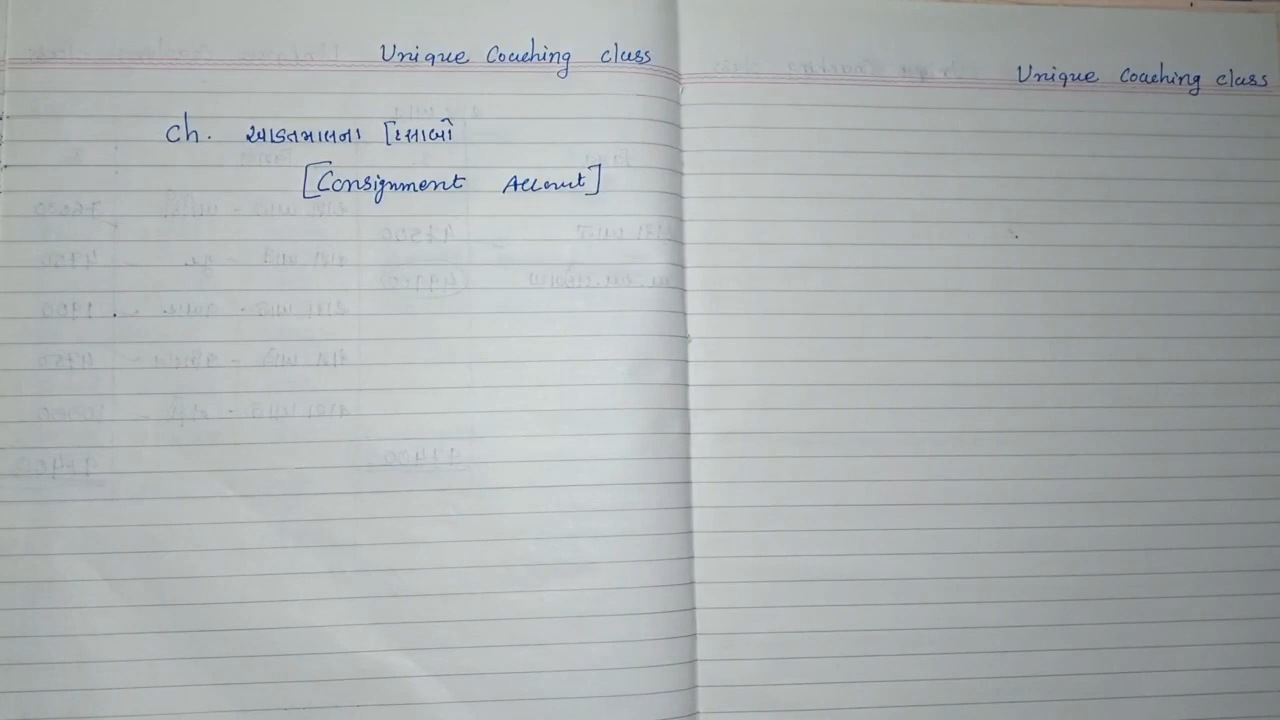 Unique Coaching class
Ch. આડતમાલના હિસાબો
[Consignment Account]
Unique Coaching class